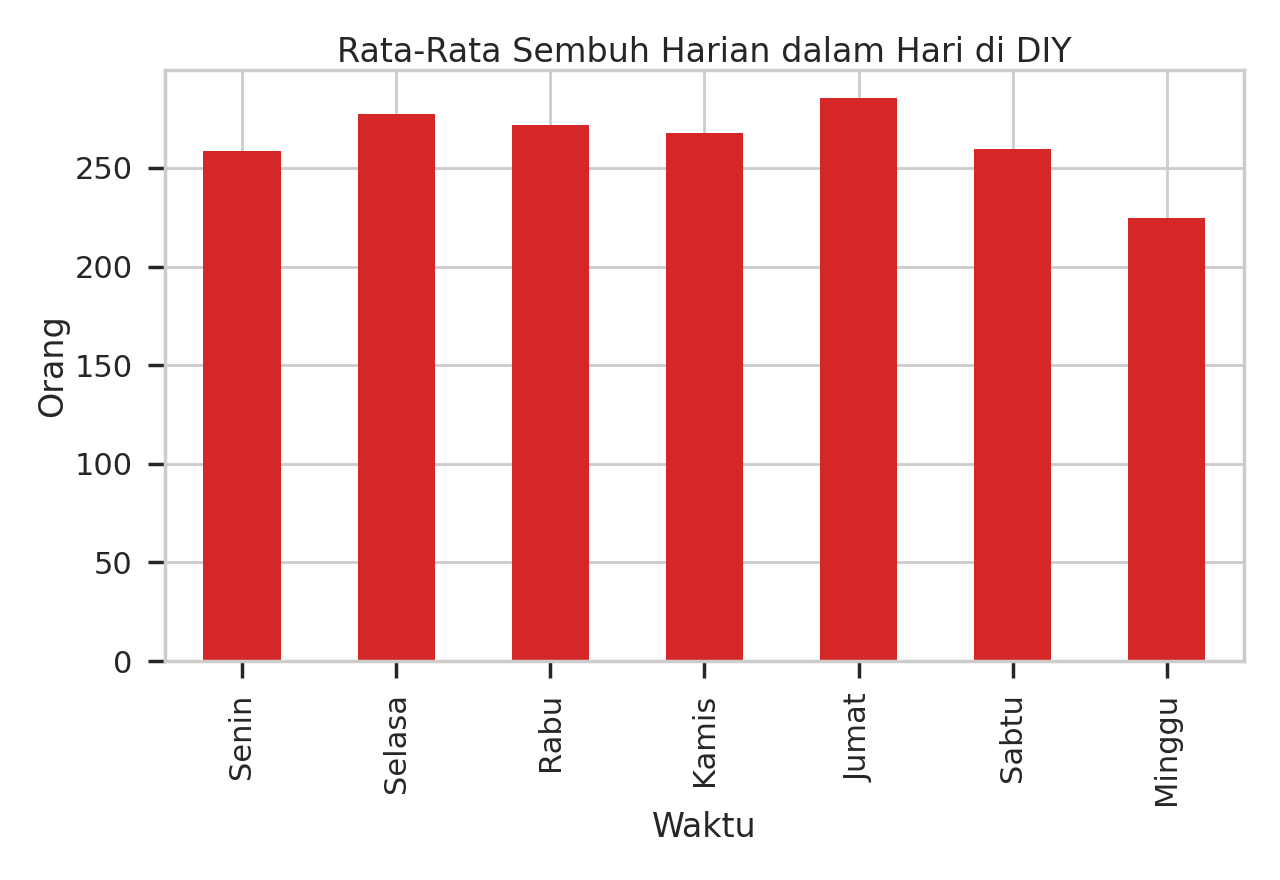 Rata-Rata Sembuh Harian dalam Hari di DIY
Orang
250
200
150
100
50
0
Senin
Selasa
Rabu
Kamis
Jumat
Sabtu
Minggu
Waktu